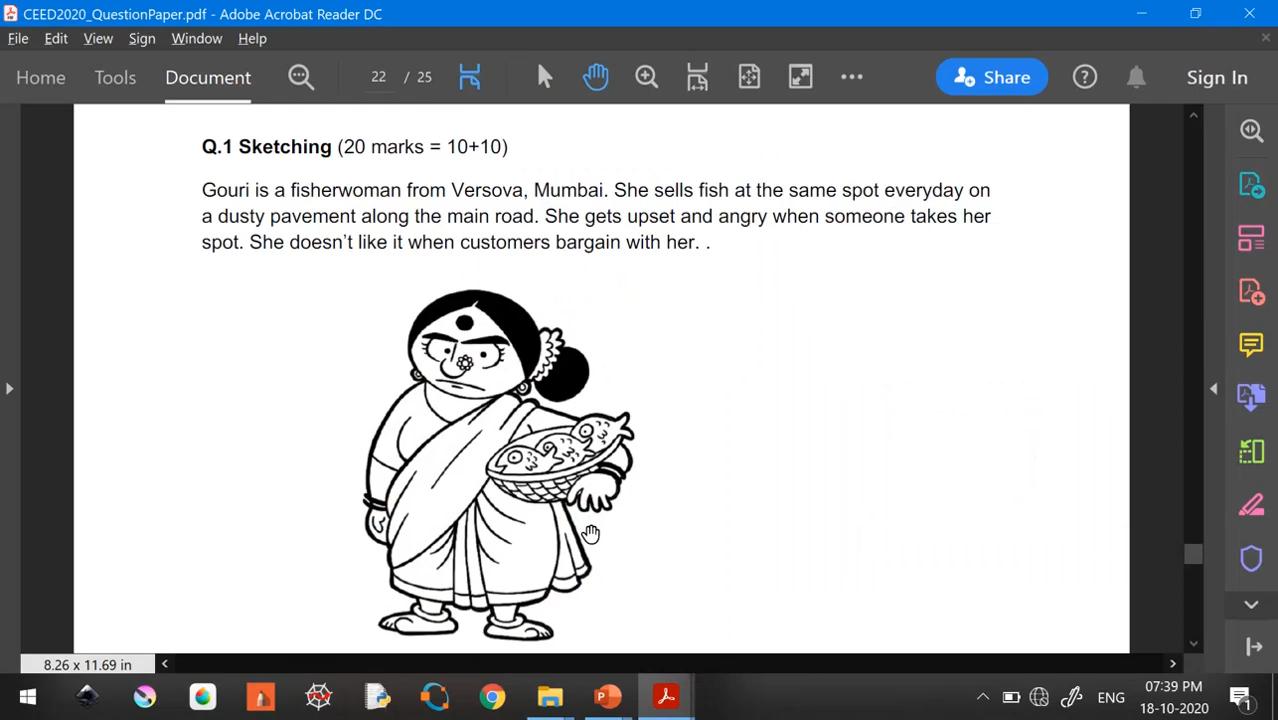 CEED2020_QuestionPaper.pdf - Adobe Acrobat Reader DC
File Edit View Sign Window Help
Home Tools Document 22 / 25 Share Sign In
Q.1 Sketching (20 marks = 10+10)
Gouri is a fisherwoman from Versova, Mumbai. She sells fish at the same spot everyday on
a dusty pavement along the main road. She gets upset and angry when someone takes her
spot. She doesn't like it when customers bargain with her. .
8.26 x 11.69 in
ENG
07:39 PM
18-10-2020
1